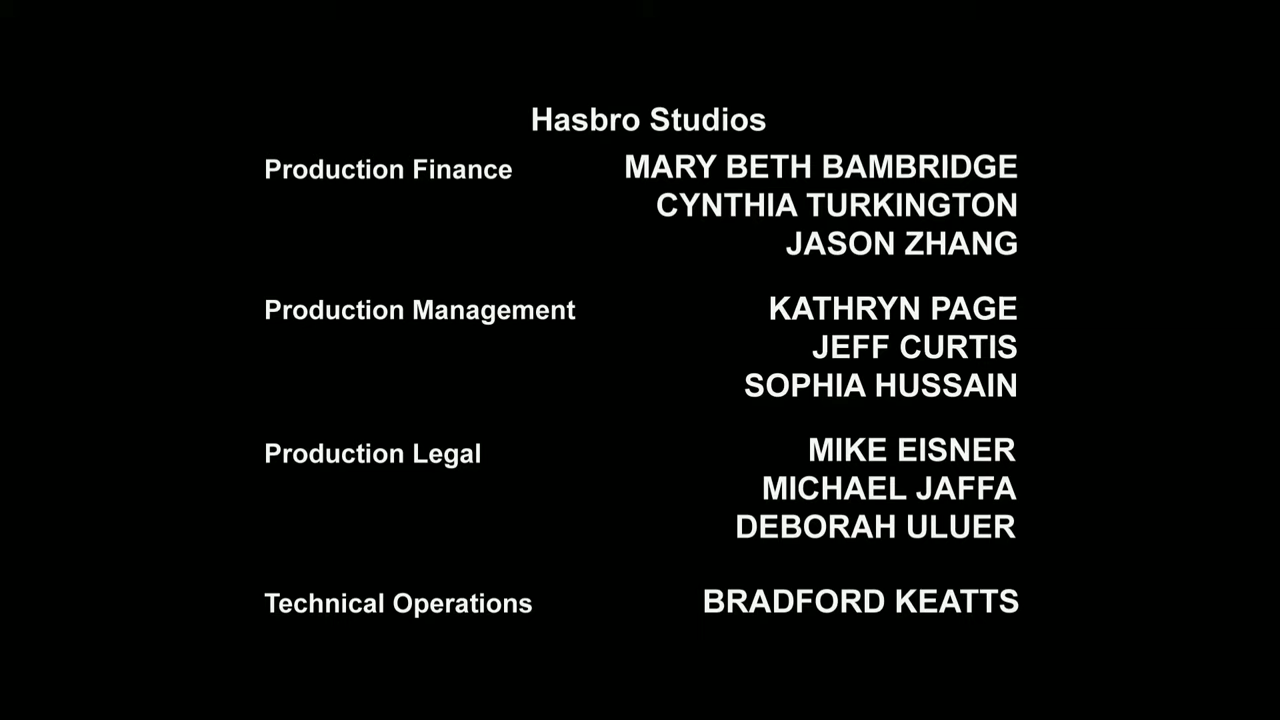 Hasbro Studios
Production Finance MARY BETH BAMBRIDGE
CYNTHIA TURKINGTON
JASON ZHANG
Production Management KATHRYN PAGE
JEFF CURTIS
SOPHIA HUSSAIN
Production Legal MIKE EISNER
MICHAEL JAFFA
DEBORAH ULUER
Technical Operations BRADFORD KEATTS